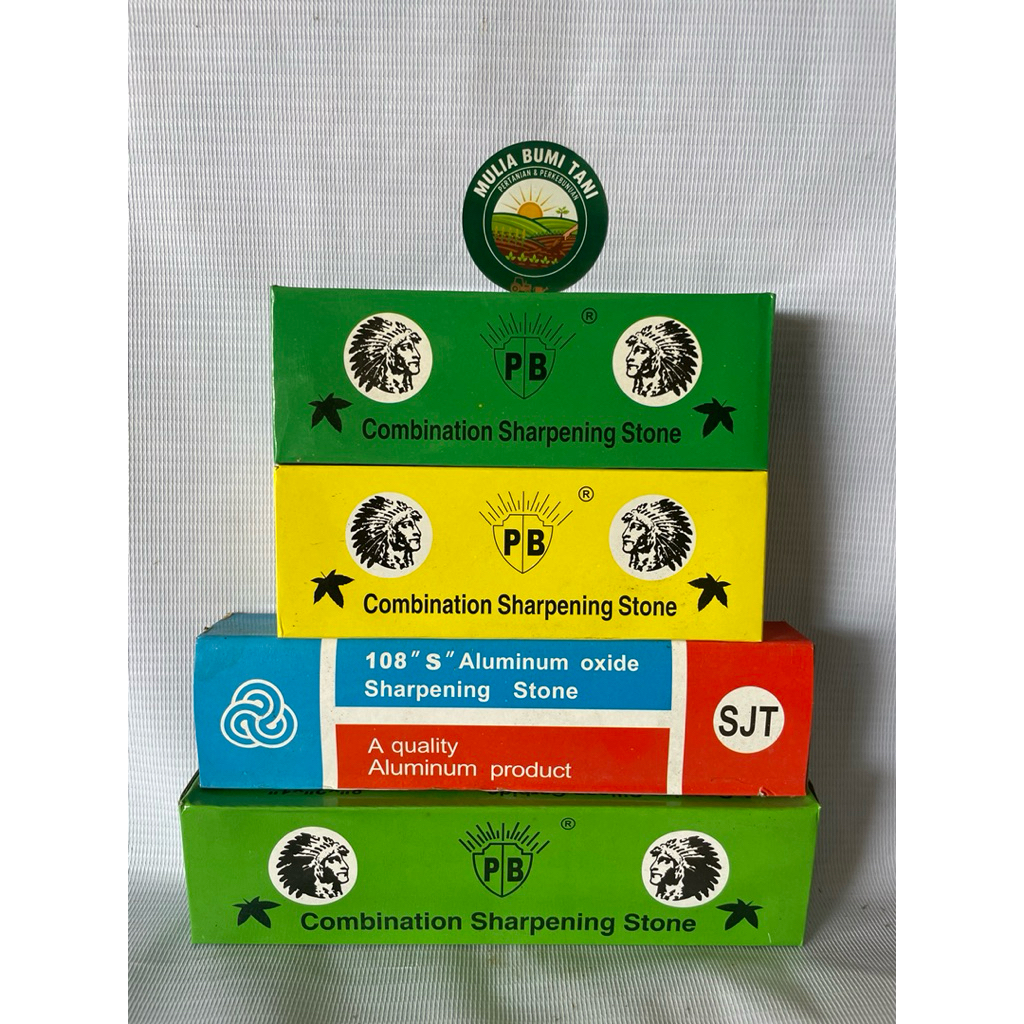 MULIA BUMI TANI
PERTANIAN & PERKEBUNAN
®
PB
Combination Sharpening Stone
®
PB
Combination Sharpening Stone
108 "S" Aluminum oxide
Sharpening Stone
SJT
A quality
Aluminum product
®
PB
Combination Sharpening Stone